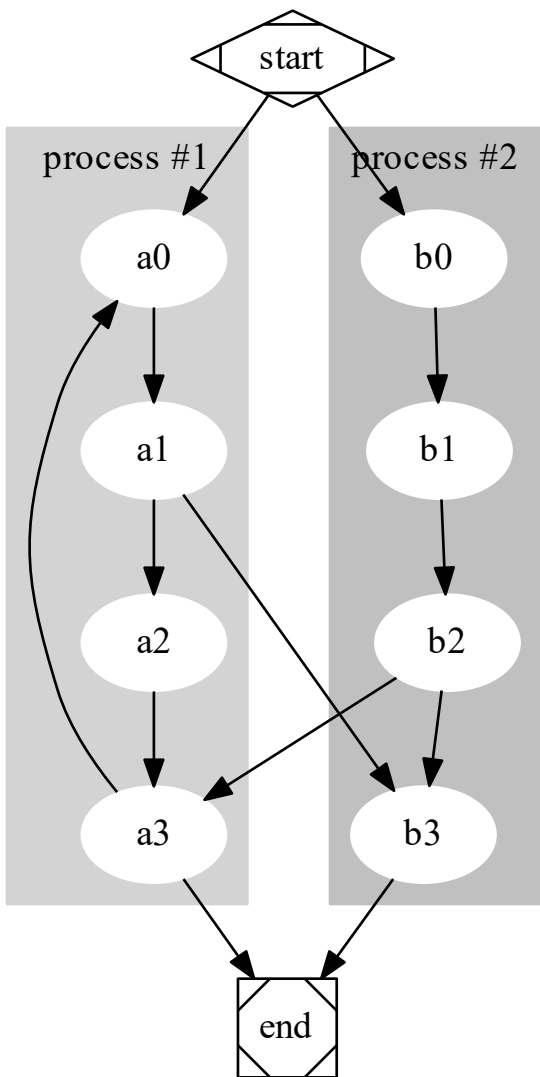 start
process #1
process #2
a0
b0
a1
b1
a2
b2
a3
b3
end